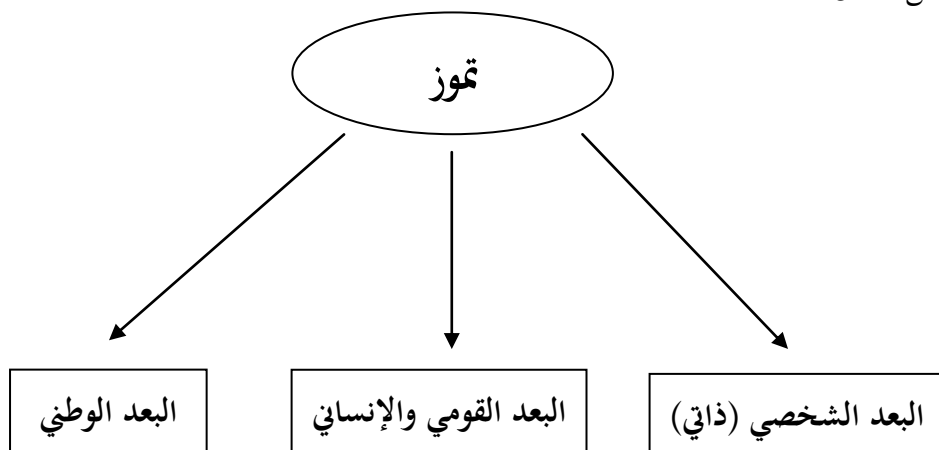 تموز
البعد الشخصي (ذاتي)
البعد القومي والإنساني
البعد الوطني